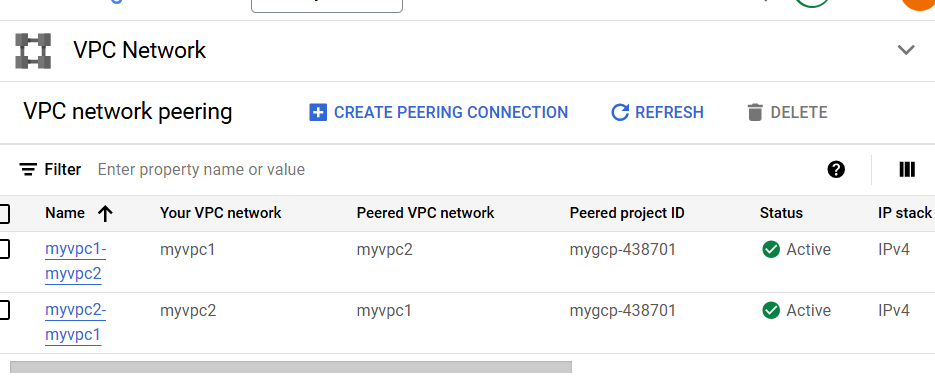 VPC Network
VPC network peering CREATE PEERING CONNECTION REFRESH DELETE
Filter Enter property name or value
Name Your VPC network Peered VPC network Peered project ID Status IP stack
myvpc1- myvpc1 myvpc2 mygcp-438701 Active IPv4
myvpc2
myvpc2- myvpc2 myvpc1 mygcp-438701 Active IPv4
myvpc1